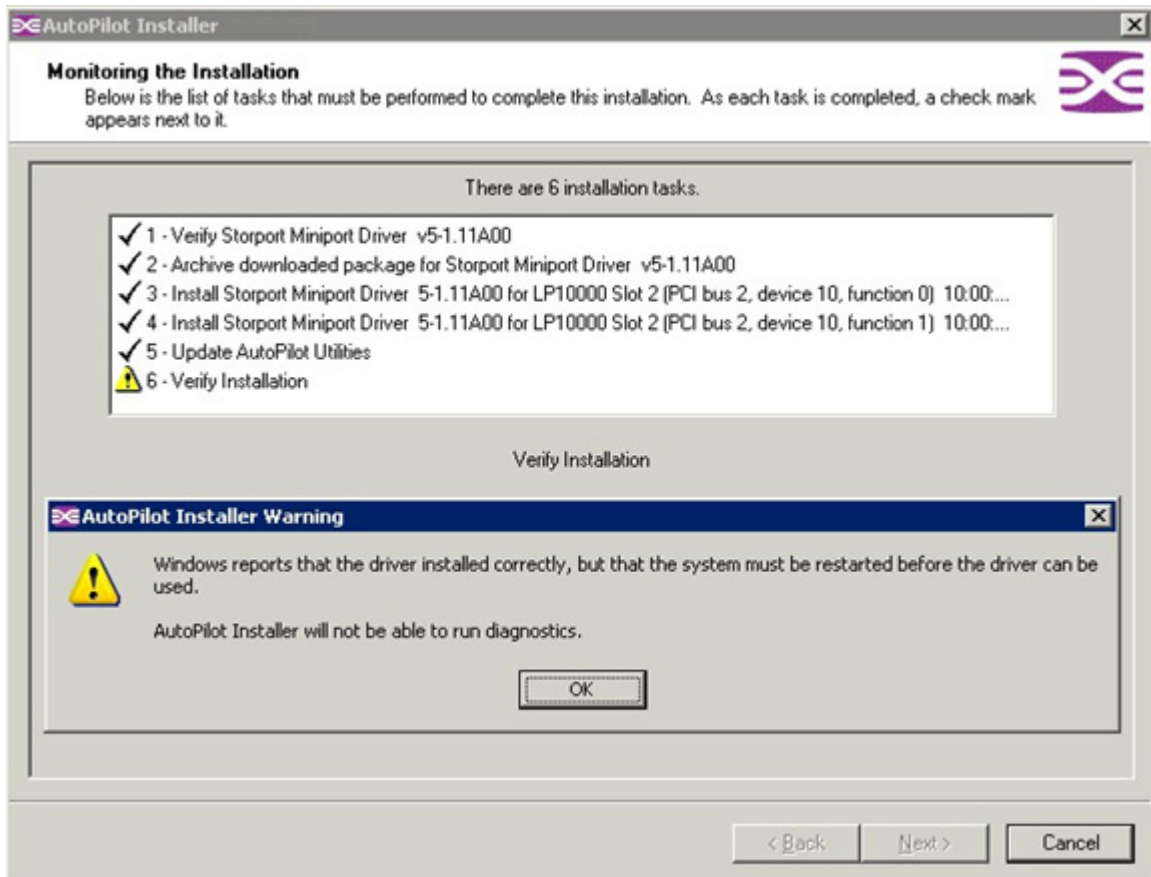 AutoPilot Installer
Monitoring the Installation
Below is the list of tasks that must be performed to complete this installation. As each task is completed, a check mark
appears next to it.
There are 6 installation tasks.
1 - Verify Storport Miniport Driver v5-1.11A00
2 - Archive downloaded package for Storport Miniport Driver v5-1.11A00
3 - Install Storport Miniport Driver 5-1.11A00 for LP10000 Slot 2 (PCI bus 2, device 10, function 0) 10:00:...
4 - Install Storport Miniport Driver 5-1.11A00 for LP10000 Slot 2 (PCI bus 2, device 10, function 1) 10:00:...
5 - Update AutoPilot Utilities
6 - Verify Installation
Verify Installation
AutoPilot Installer Warning
Windows reports that the driver installed correctly, but that the system must be restarted before the driver can be
used.
AutoPilot Installer will not be able to run diagnostics.
OK
< Back Next > Cancel